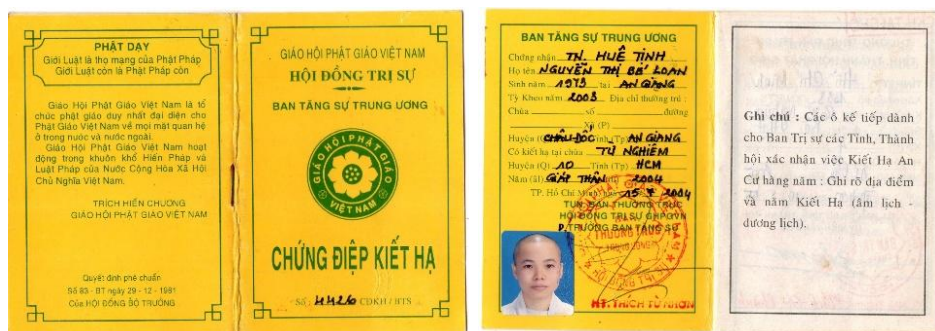 PHẬT DẠY
Giới Luật là thọ mạng của Phật Pháp
Giới Luật còn là Phật Pháp còn
Giáo Hội Phật Giáo Việt Nam là tổ
chức phật giáo duy nhất đại diện cho
Phật Giáo Việt Nam về mọi mặt quan hệ
ở trong nước và nước ngoài.
Giáo Hội Phật Giáo Việt Nam hoạt
động trong khuôn khổ Hiến Pháp và
Luật Pháp của Nước Cộng Hòa Xã Hội
Chủ Nghĩa Việt Nam.
TRÍCH HIẾN CHƯƠNG
GIÁO HỘI PHẬT GIÁO VIỆT NAM
Quyết định phê chuẩn
Số 83 - BT ngày 29 - 12 - 1981
Của HỘI ĐỒNG BỘ TRƯỞNG
GIÁO HỘI PHẬT GIÁO VIỆT NAM
HỘI ĐỒNG TRỊ SỰ
BAN TĂNG SỰ TRUNG ƯƠNG
GIÁO HỘI PHẬT GIÁO
VIỆT NAM
CHỨNG ĐIỆP KIẾT HẠ
Số : 4426 CĐKH / BTS
BAN TĂNG SỰ TRUNG ƯƠNG
Chứng nhận TN. HUỆ TỊNH
Họ tên NGUYỄN THỊ BÉ LOAN
Sinh năm 1973 tại AN GIANG
Tỳ Kheo năm 2003 Địa chỉ thường trú :
Chùa số đường
Xã (P)
Huyện (Q) CHÂU ĐỐC Tỉnh (Tp) AN GIANG
Có kiết hạ tại chùa TỪ NGHIÊM
Huyện (Q) 10 Tỉnh (Tp) HCM
Năm (âl) GIÁP THÂN 2004
TP. Hồ Chí Minh 15 2004
TUN. BAN THƯỜNG TRỰC
HỘI ĐỒNG TRỊ SỰ GHPGVN
P. TRƯỞNG BAN TĂNG SỰ
THƯỜNG TRỰC
HT. THÍCH TỪ NHƠN
Ghi chú : Các ô kế tiếp dành
cho Ban Trị sự các Tỉnh, Thành
hội xác nhận việc Kiết Hạ An
Cư hằng năm : Ghi rõ địa điểm
và năm Kiết Hạ (âm lịch -
dương lịch).